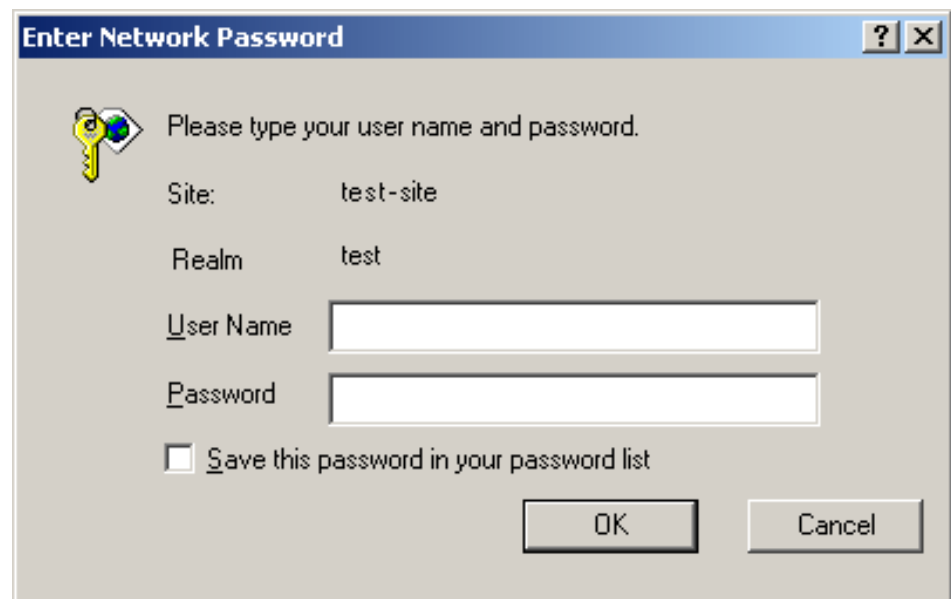 Enter Network Password
? X
Please type your user name and password.
Site: test-site
Realm test
User Name
Password
Save this password in your password list
OK Cancel